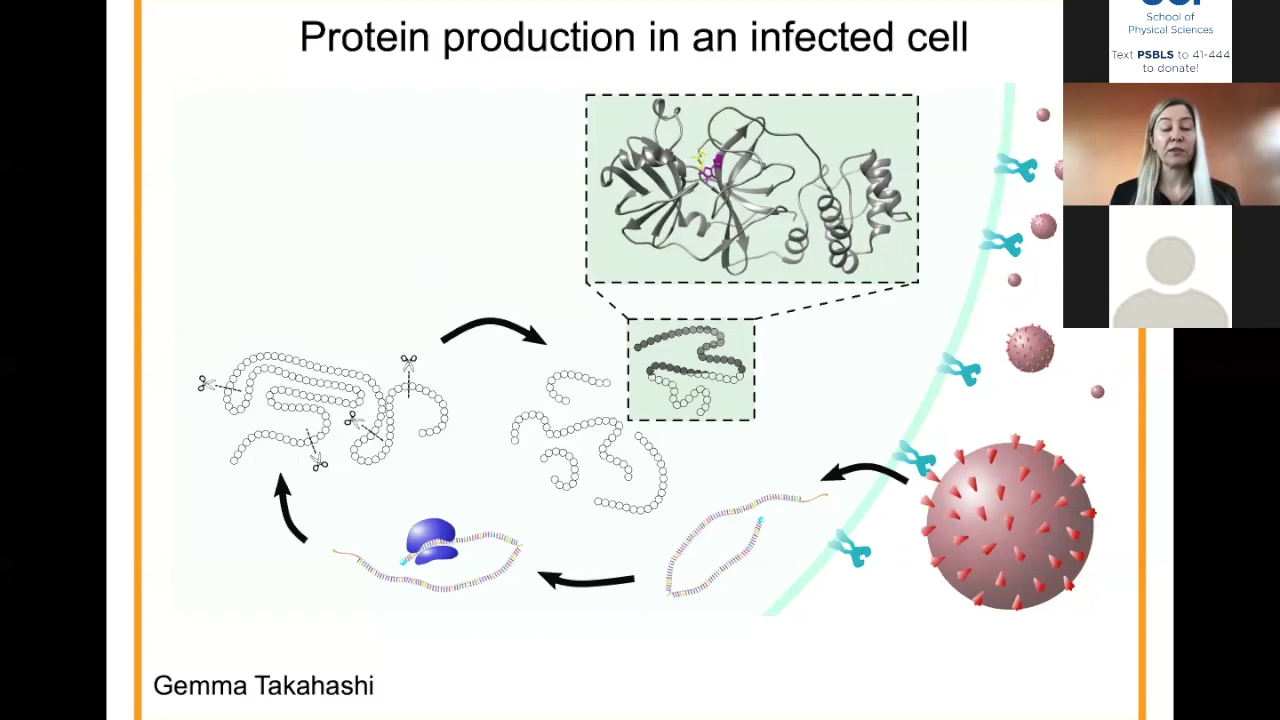 Protein production in an infected cell
School of
Physical Sciences
Text PSBLS to 41-444
to donate!
Gemma Takahashi